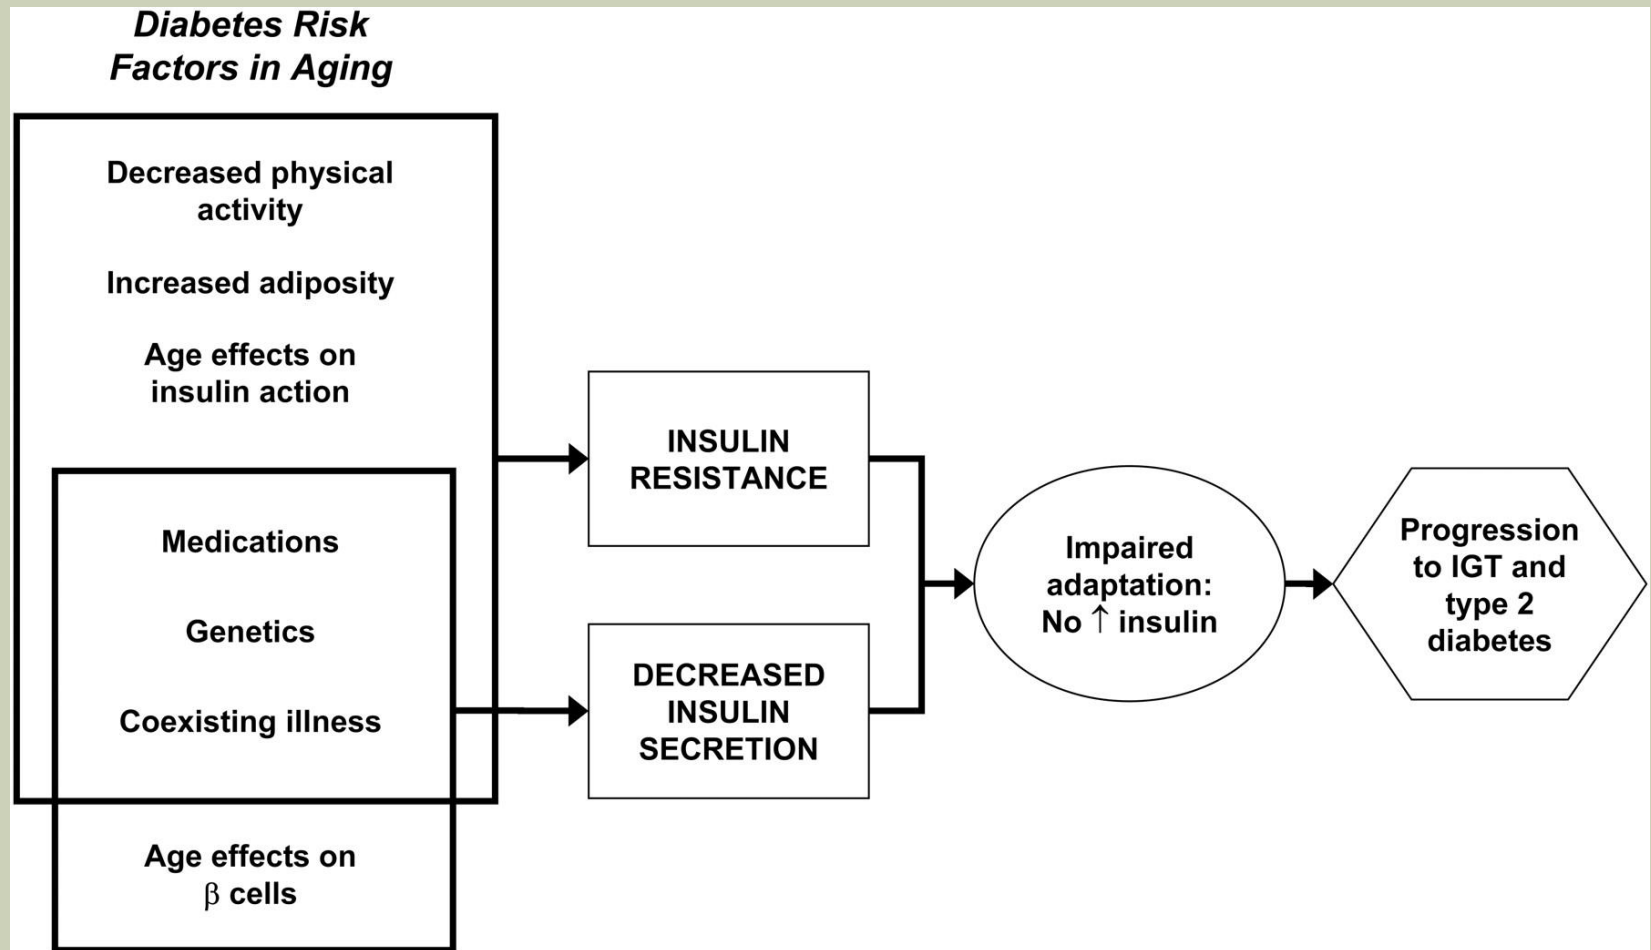 Diabetes Risk
Factors in Aging
Decreased physical
activity
Increased adiposity
Age effects on
insulin action
Medications
Genetics
Coexisting illness
Age effects on
β cells
INSULIN
RESISTANCE
DECREASED
INSULIN
SECRETION
Impaired
adaptation:
No ↑ insulin
Progression
to IGT and
type 2
diabetes